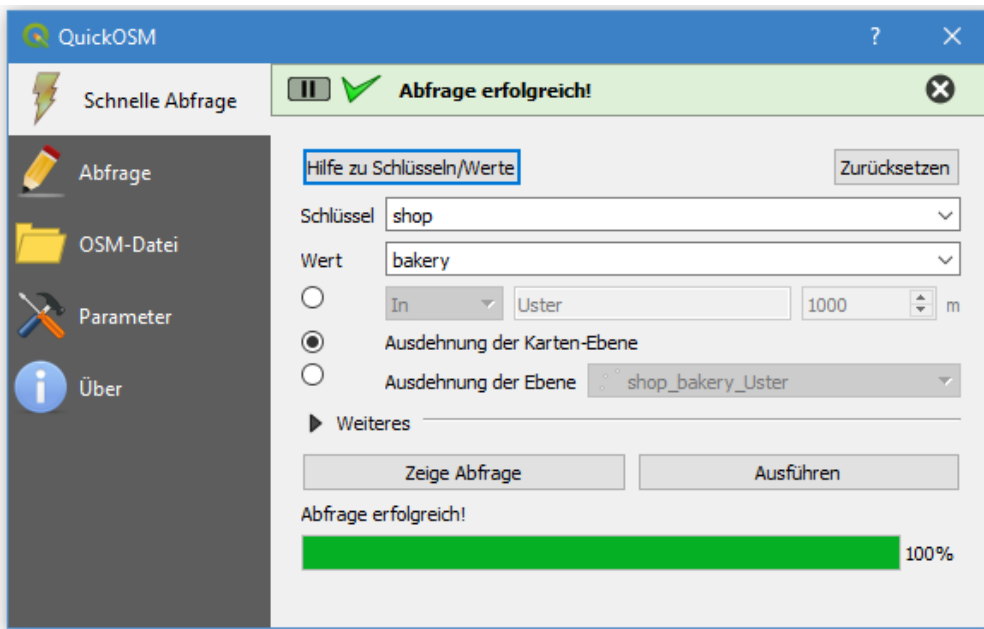 QuickOSM ?
Schnelle Abfrage
Abfrage
OSM-Datei
Parameter
Über
Abfrage erfolgreich!
Hilfe zu Schlüsseln/Werte Zurücksetzen
Schlüssel shop
Wert bakery
In Uster 1000 m
Ausdehnung der Karten-Ebene
Ausdehnung der Ebene shop_bakery_Uster
Weiteres
Zeige Abfrage Ausführen
Abfrage erfolgreich!
100%